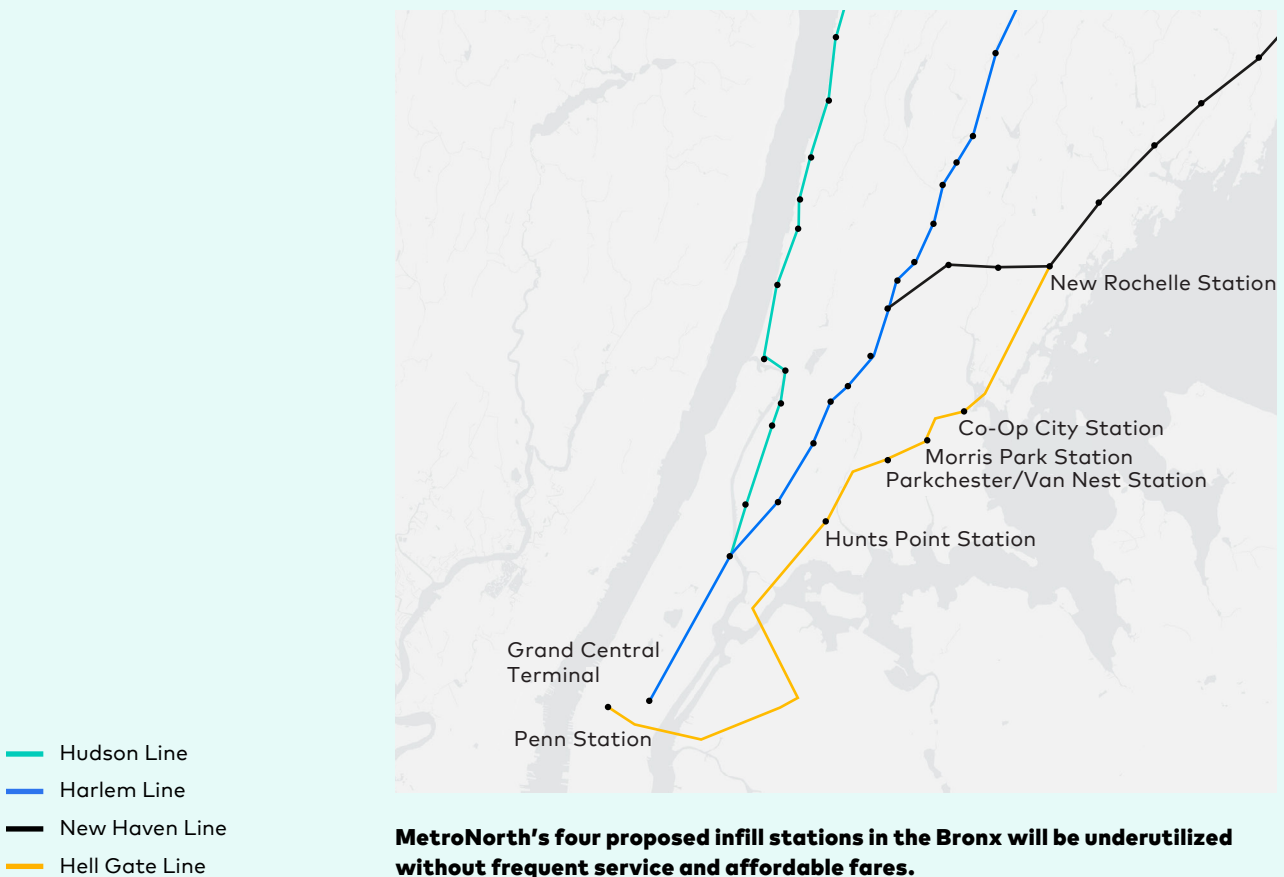 New Rochelle Station
Co-Op City Station
Morris Park Station
Parkchester/Van Nest Station
Hunts Point Station
Grand Central
Terminal
Penn Station
Hudson Line
Harlem Line
New Haven Line
Hell Gate Line
MetroNorth's four proposed infill stations in the Bronx will be underutilized
without frequent service and affordable fares.